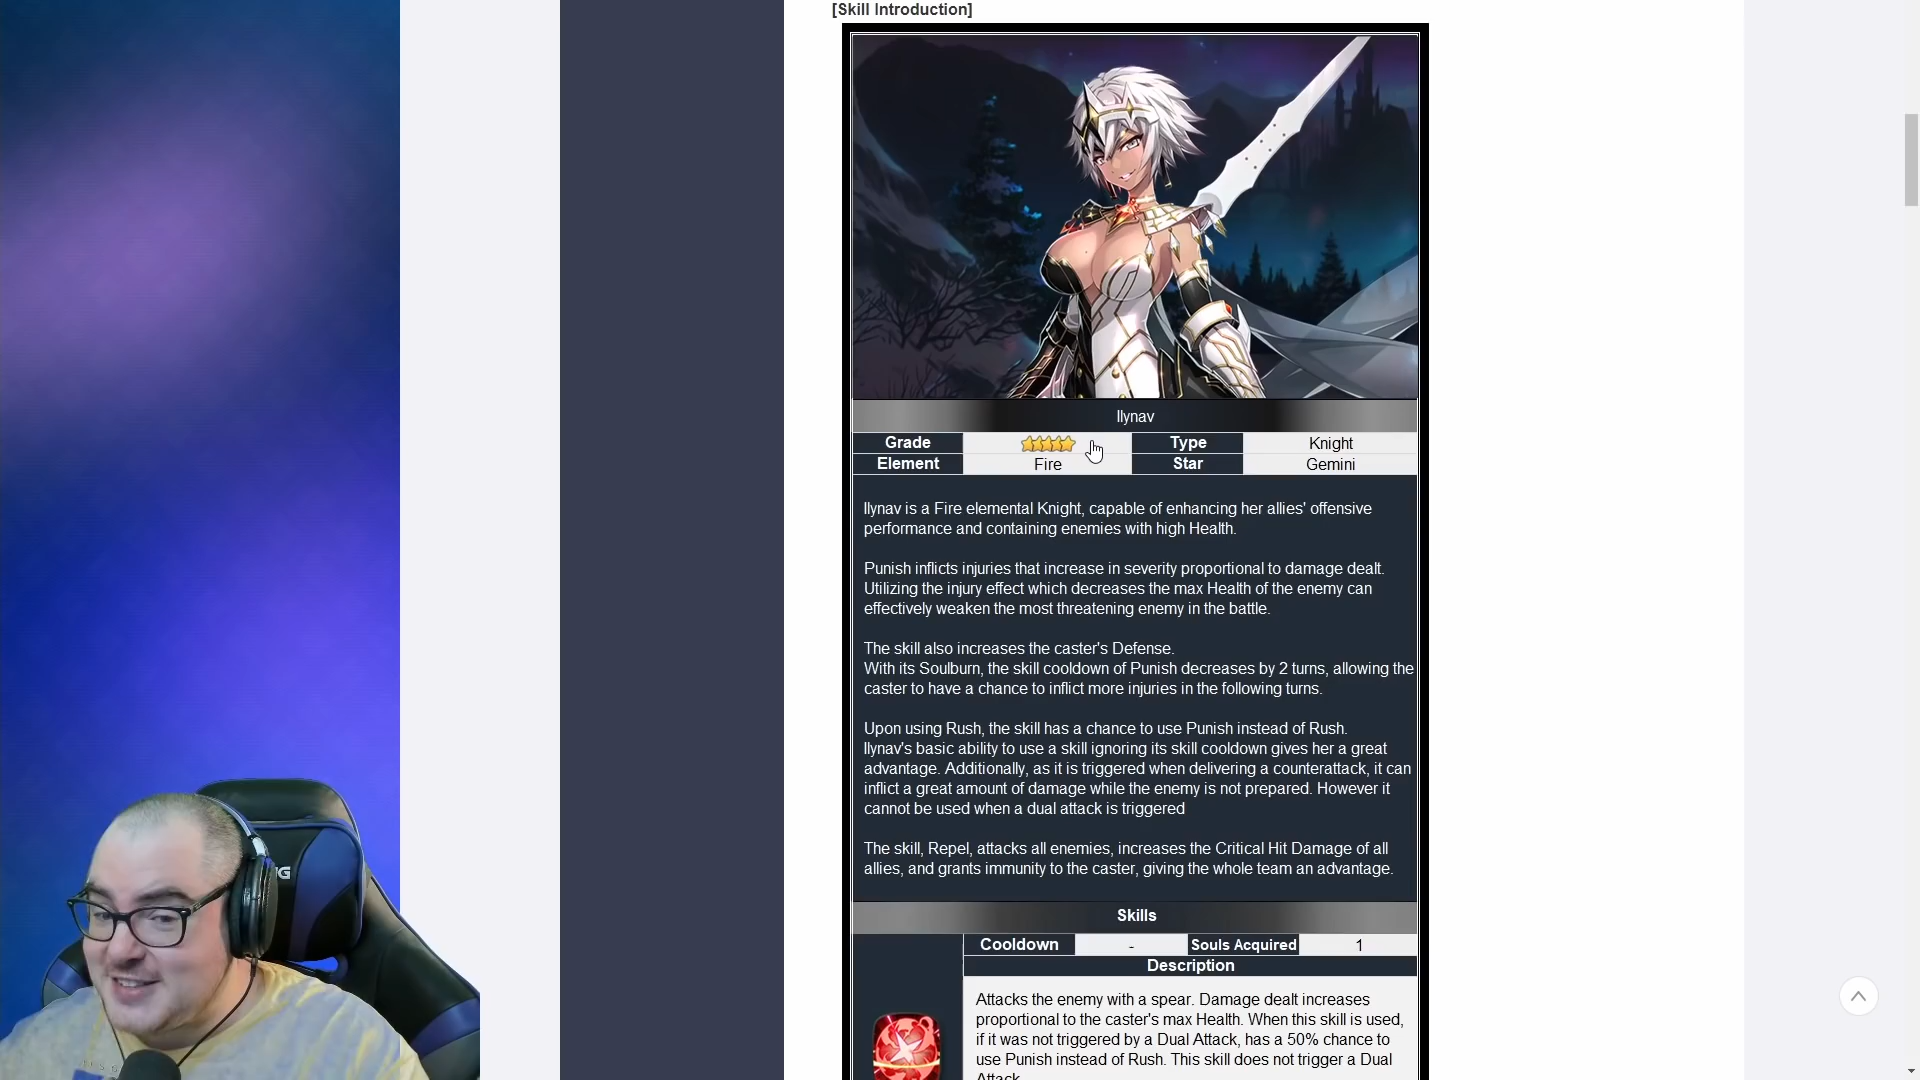 [Skill Introduction]
Ilynav
Grade
Type
Knight
Element
Fire
Star
Gemini
Ilynav is a Fire elemental Knight, capable of enhancing her allies' offensive
performance and containing enemies with high Health.
Punish inflicts injuries that increase in severity proportional to damage dealt.
Utilizing the injury effect which decreases the max Health of the enemy can
effectively weaken the most threatening enemy in the battle.
The skill also increases the caster's Defense.
With its Soulburn, the skill cooldown of Punish decreases by 2 turns, allowing the
caster to have a chance to inflict more injuries in the following turns.
Upon using Rush, the skill has a chance to use Punish instead of Rush.
Ilynav's basic ability to use a skill ignoring its skill cooldown gives her a great
advantage. Additionally, as it is triggered when delivering a counterattack, it can
inflict a great amount of damage while the enemy is not prepared. However it
cannot be used when a dual attack is triggered
The skill, Repel, attacks all enemies, increases the Critical Hit Damage of all
allies, and grants immunity to the caster, giving the whole team an advantage.
Skills
Cooldown
-
Souls Acquired
1
Description
Attacks the enemy with a spear. Damage dealt increases
proportional to the caster's max Health. When this skill is used,
if it was not triggered by a Dual Attack, has a 50% chance to
use Punish instead of Rush. This skill does not trigger a Dual
Attack.